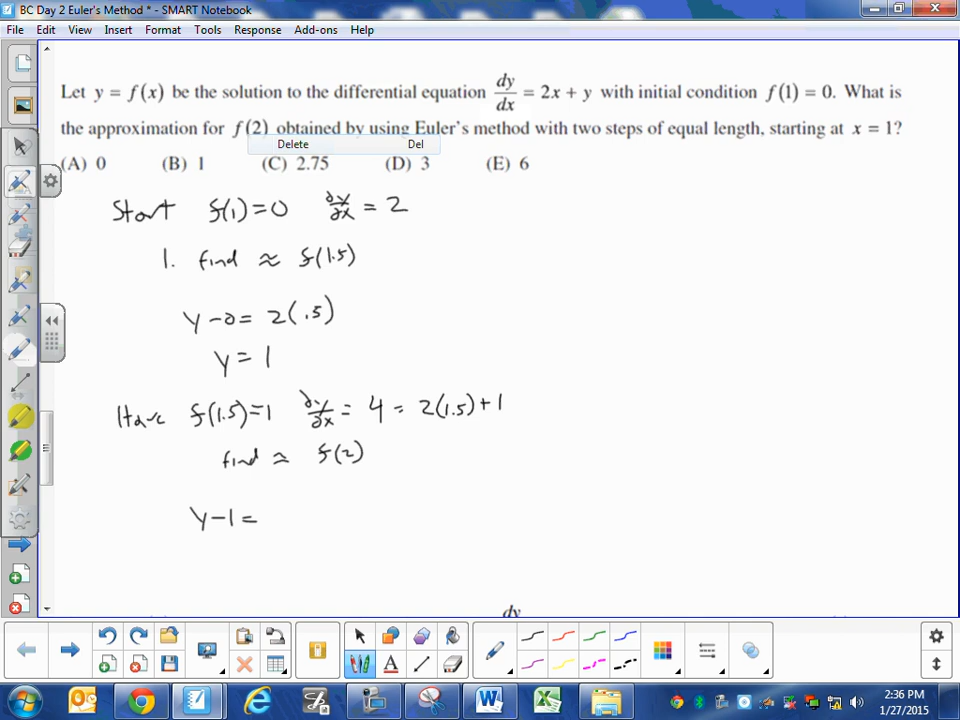 BC Day 2 Euler's Method * - SMART Notebook
File Edit View Insert Format Tools Response Add-ons Help
Let y = f(x) be the solution to the differential equation dy/dx = 2x + y with initial condition f(1) = 0. What is
the approximation for f(2) obtained by using Euler's method with two steps of equal length, starting at x = 1?
Delete Del
(A) 0 (B) 1 (C) 2.75 (D) 3 (E) 6
Start f(1)=0 dy/dx = 2
1. find ≈ f(1.5)
y-0= 2(.5)
y = 1
Have f(1.5)=1 dy/dx = 4 = 2(1.5)+1
find ≈ f(2)
y-1=
dy
A
2:36 PM
1/27/2015